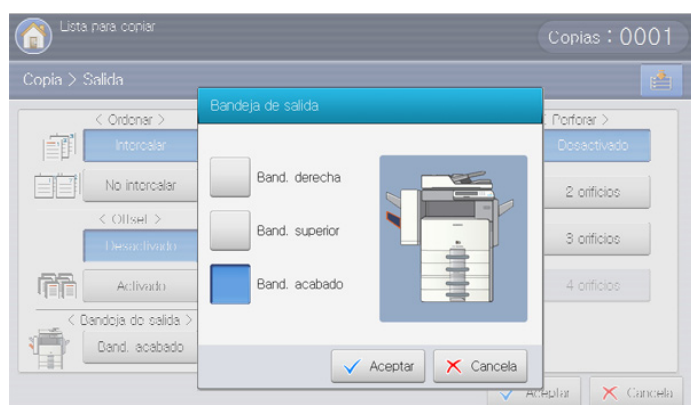 Lista para copiar
Copias : 0001
Copia > Salida
Bandeja de salida
< Ordenar >
Perforar >
Intercalar
Desactivado
Band. derecha
No intercalar
2 orificios
< Offset >
Band. superior
Desactivado
3 orificios
Band. acabado
Activado
4 orificios
< Bandeja de salida >
Band. acabado
Aceptar
Cancela
Aceptar
Cancela